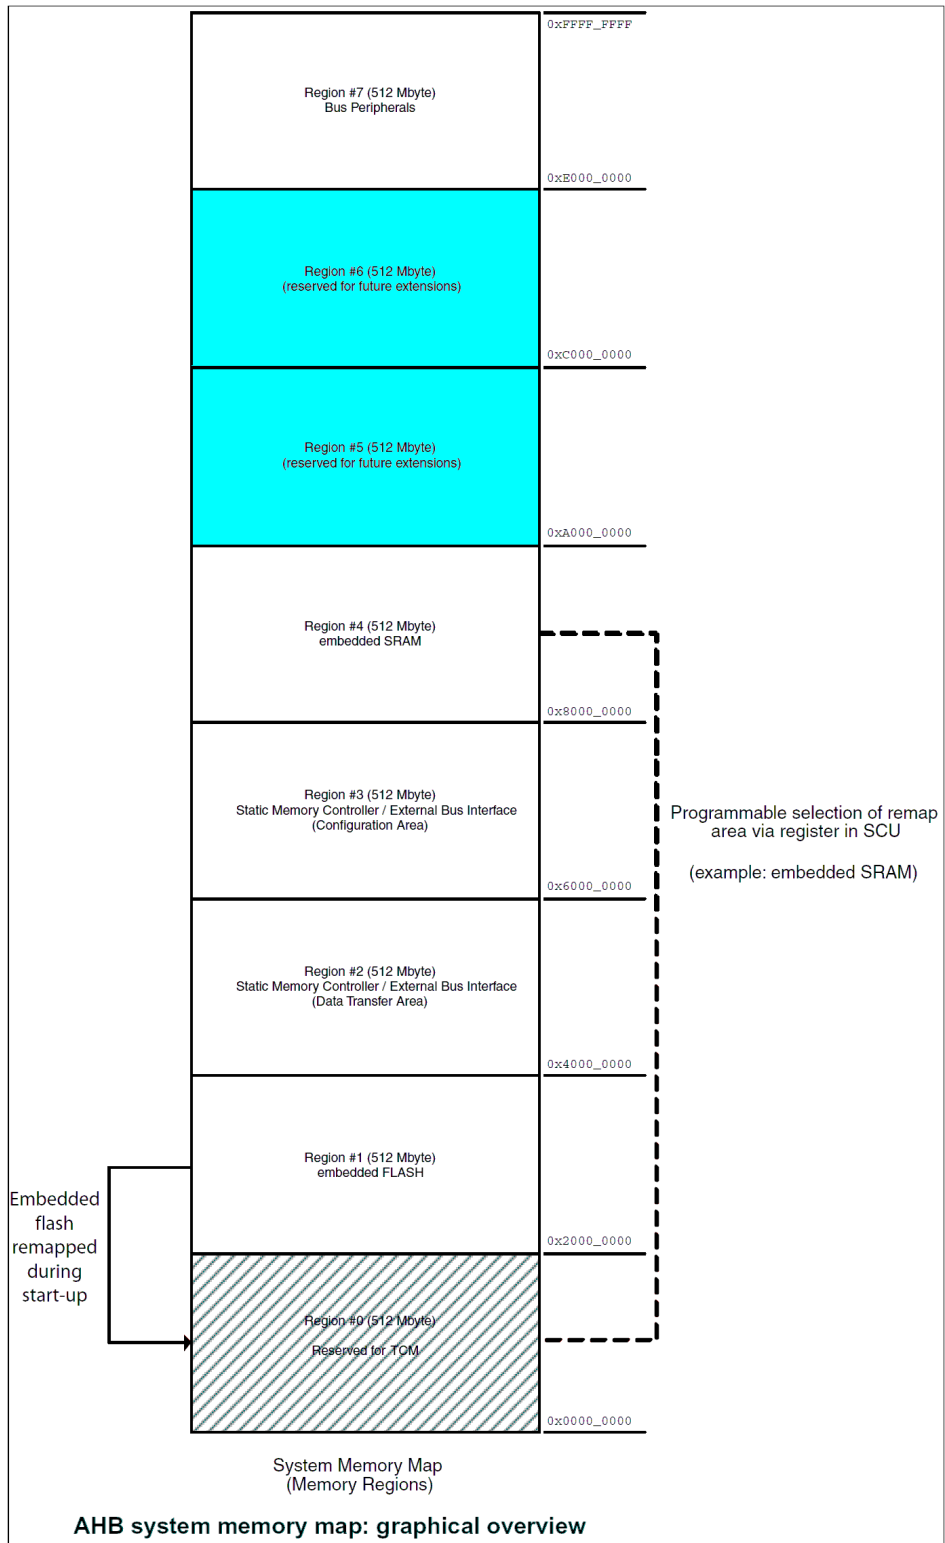 0xFFFF_FFFF
Region #7 (512 Mbyte)
Bus Peripherals
0xE000_0000
Region #6 (512 Mbyte)
(reserved for future extensions)
0xC000_0000
Region #5 (512 Mbyte)
(reserved for future extensions)
0xA000_0000
Region #4 (512 Mbyte)
embedded SRAM
0x8000_0000
Region #3 (512 Mbyte)
Static Memory Controller / External Bus Interface
(Configuration Area)
Programmable selection of remap
area via register in SCU
(example: embedded SRAM)
0x6000_0000
Region #2 (512 Mbyte)
Static Memory Controller / External Bus Interface
(Data Transfer Area)
0x4000_0000
Region #1 (512 Mbyte)
embedded FLASH
Embedded
flash
remapped
during
start-up
0x2000_0000
Region #0 (512 Mbyte)
Reserved for TCM
0x0000_0000
System Memory Map
(Memory Regions)
AHB system memory map: graphical overview